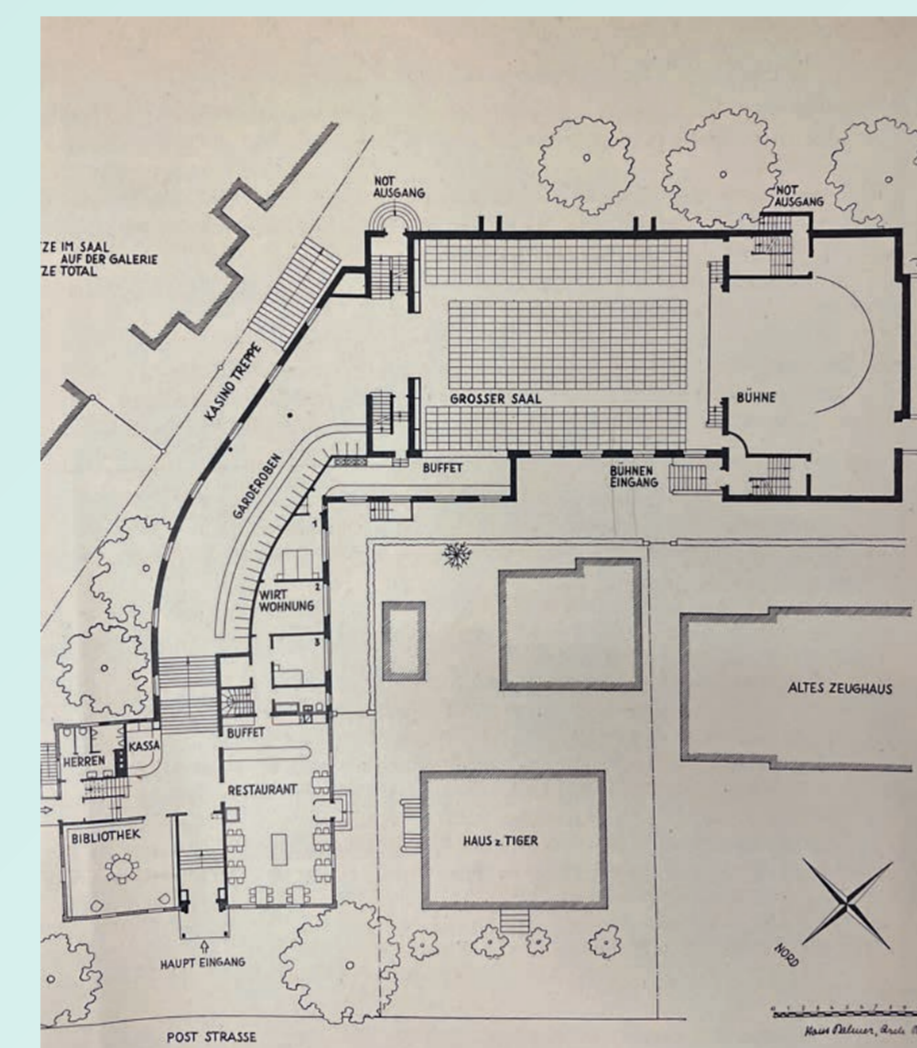 NOT
AUSGANG
NOT
AUSGANG
ZE IM SAAL
AUF DER GALERIE
ZE TOTAL
KASINO TREPPE
GROSSER SAAL
BÜHNE
GARDEROBEN
BUFFET
BÜHNEN
EINGANG
1
2
WIRT
WOHNUNG
3
ALTES ZEUGHAUS
BUFFET
KASSA
HERREN
RESTAURANT
BIBLIOTHEK
HAUS z. TIGER
NORD
HAUPT EINGANG
POST STRASSE
Hans